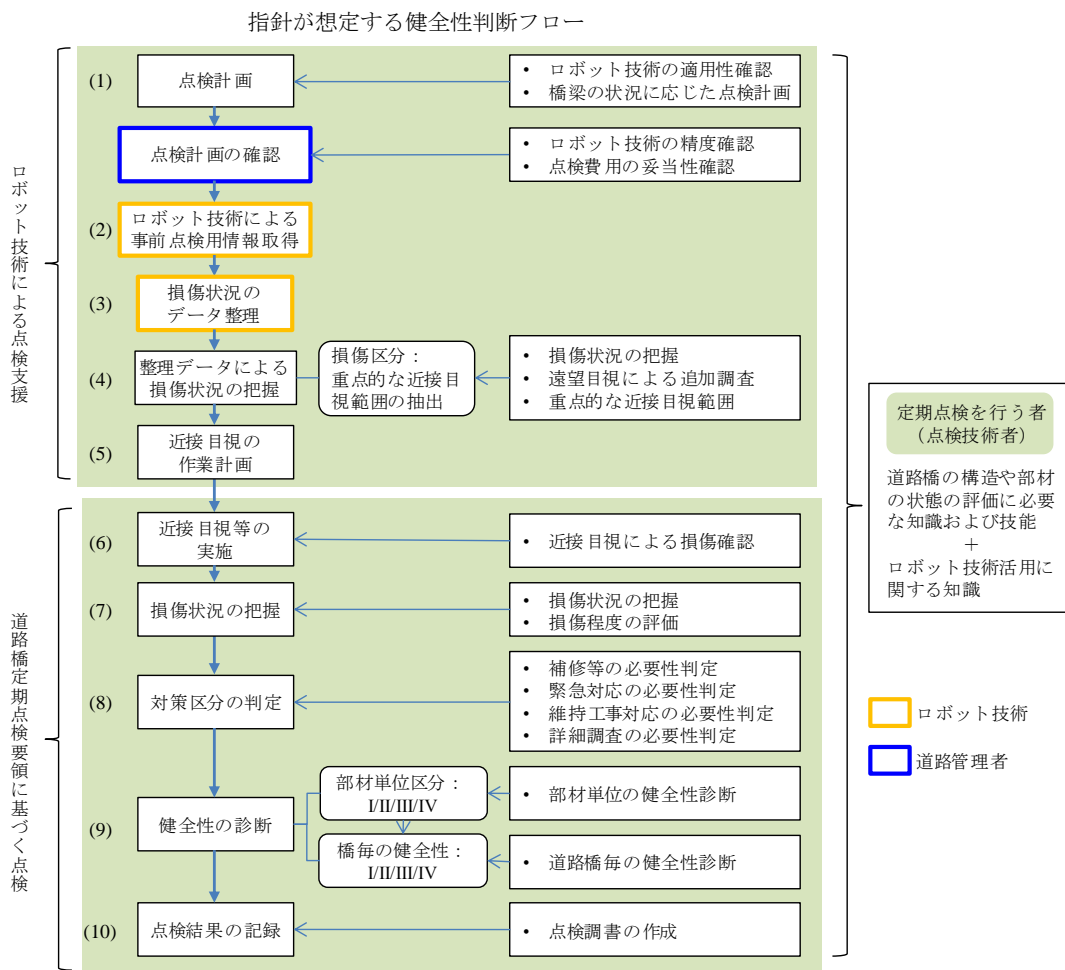 指針が想定する健全性判断フロー
ロボット技術による点検支援
(1)
点検計画
• ロボット技術の適用性確認
• 橋梁の状況に応じた点検計画
点検計画の確認
• ロボット技術の精度確認
• 点検費用の妥当性確認
(2)
ロボット技術による
事前点検用情報取得
(3)
損傷状況の
データ整理
(4)
整理データによる
損傷状況の把握
損傷区分：
重点的な近接目
視範囲の抽出
• 損傷状況の把握
• 遠望目視による追加調査
• 重点的な近接目視範囲
(5)
近接目視の
作業計画
道路橋定期点検要領に基づく点検
(6)
近接目視等の
実施
• 近接目視による損傷確認
(7)
損傷状況の把握
• 損傷状況の把握
• 損傷程度の評価
(8)
対策区分の判定
• 補修等の必要性判定
• 緊急対応の必要性判定
• 維持工事対応の必要性判定
• 詳細調査の必要性判定
(9)
健全性の診断
部材単位区分：
I/II/III/IV
• 部材単位の健全性診断
橋毎の健全性：
I/II/III/IV
• 道路橋毎の健全性診断
(10)
点検結果の記録
• 点検調書の作成
定期点検を行う者
（点検技術者）
道路橋の構造や部材
の状態の評価に必要
な知識および技能
＋
ロボット技術活用に
関する知識
ロボット技術
道路管理者